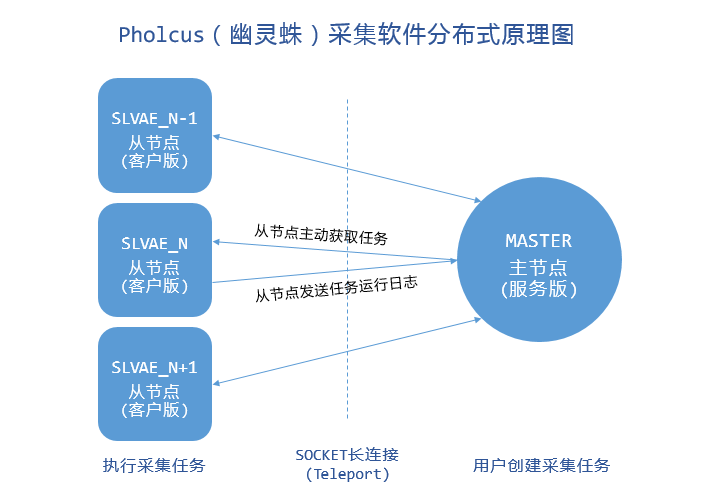 Pholcus（幽灵蛛）采集软件分布式原理图
SLVAE_N-1
从节点
(客户版)
SLVAE_N
从节点
(客户版)
SLVAE_N+1
从节点
(客户版)
从节点主动获取任务
从节点发送任务运行日志
MASTER
主节点
(服务版)
执行采集任务
SOCKET长连接
(Teleport)
用户创建采集任务